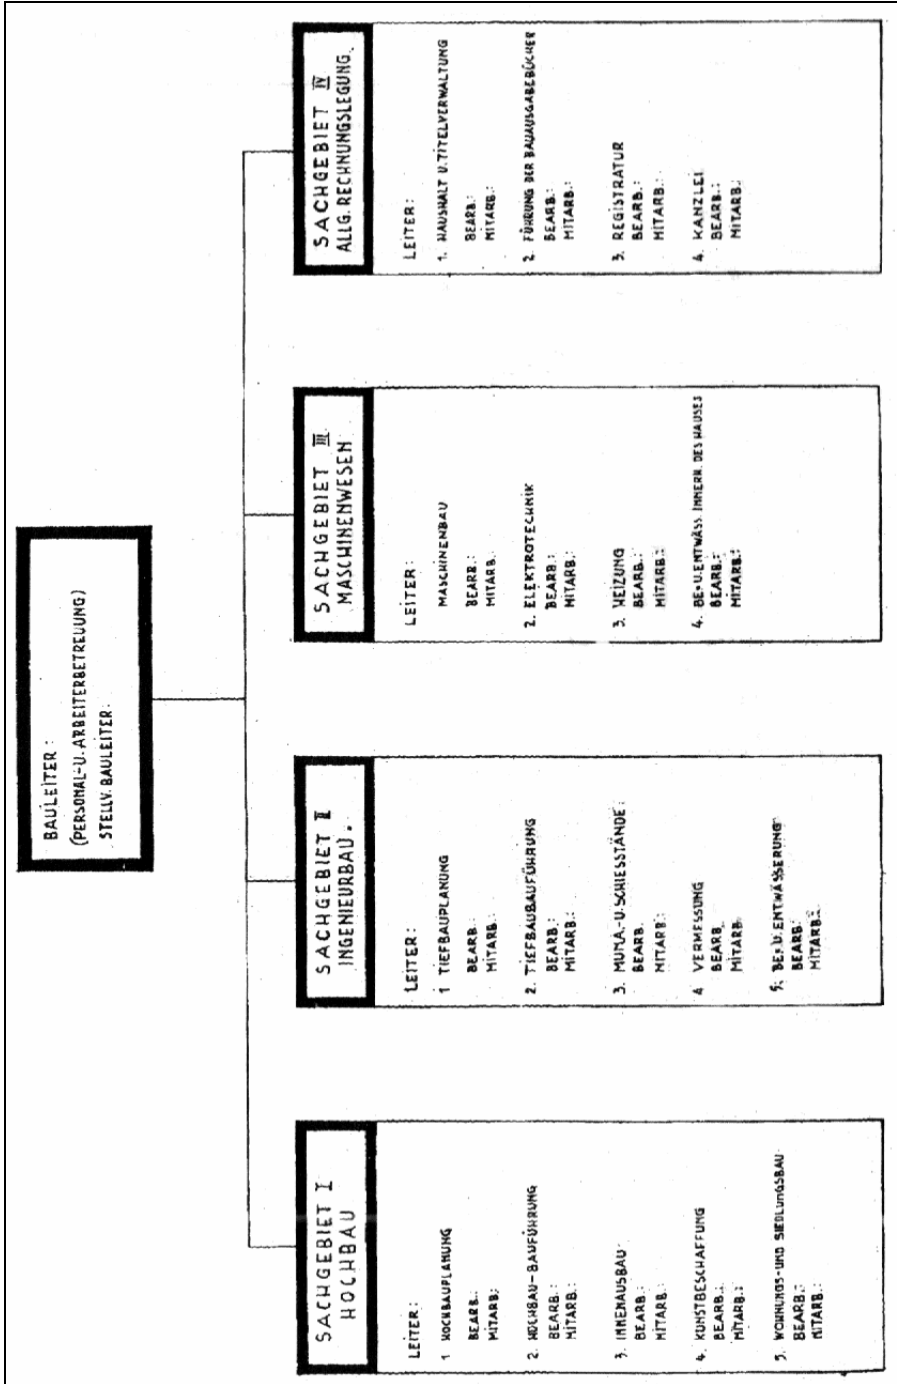 BAULEITER:
(PERSONAL-U. ARBEITERBETREUUNG)
STELLV. BAULEITER:
SACHGEBIET I
HOCHBAU
LEITER:
1 HOCHBAUPLANUNG
BEARB.:
MITARB:
2. HOCHBAU-BAUFÜHRUNG
BEARB.:
MITARB.:
3. INNENAUSBAU
BEARB.:
MITARB.:
4. KUNSTBESCHAFFUNG
BEARB.:
MITARB.:
5. WOHNUNGS-UND SIEDLUNGSBAU
BEARB.:
MITARB.:
SACHGEBIET II
INGENIEURBAU.
LEITER:
1 TIEFBAUPLANUNG
BEARB.:
MITARB.:
2. TIEFBAUBAUFÜHRUNG
BEARB.:
MITARB.:
3. MUNA.-U. SCHIESSTÄNDE:
BEARB.
MITARB.:
4 VERMESSUNG
BEARB.
MITARB
5. BE-U. ENTWÄSSERUNG
BEARB.
MITARB.:
SACHGEBIET III
MASCHINENWESEN
LEITER:
MASCHINENBAU
BEARB.:
MITARB.
2. ELEKTROTECHNIK
BEARB.:
MITARB.:
3. HEIZUNG
BEARB.:
MITARB.:
4. BE-U. ENTWÄSS. INNERH. DES HAUSES
BEARB.:
MITARB.:
SACHGEBIET IV
ALLG. RECHNUNGSLEGUNG.
LEITER:
1. HAUSHALT U. TITELVERWALTUNG
BEARB.:
MITARB.:
2. FÜHRUNG DER BAUAUSGABEBÜCHER
BEARB.:
MITARB.:
3. REGISTRATUR
BEARB.:
MITARB.:
4. KANZLEI
BEARB.:
MITARB.: